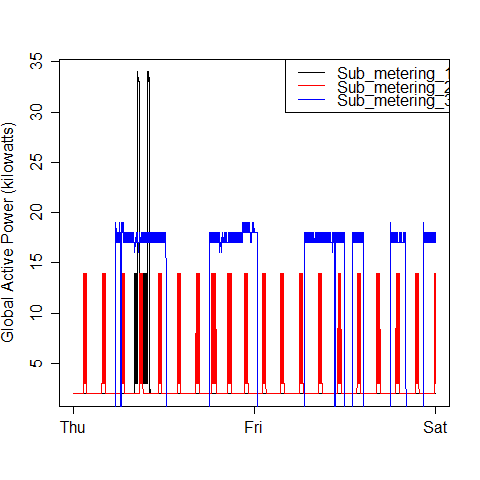 Global Active Power (kilowatts)
35
30
25
20
15
10
5
Sub_metering_1
Sub_metering_2
Sub_metering_3
Thu Fri Sat